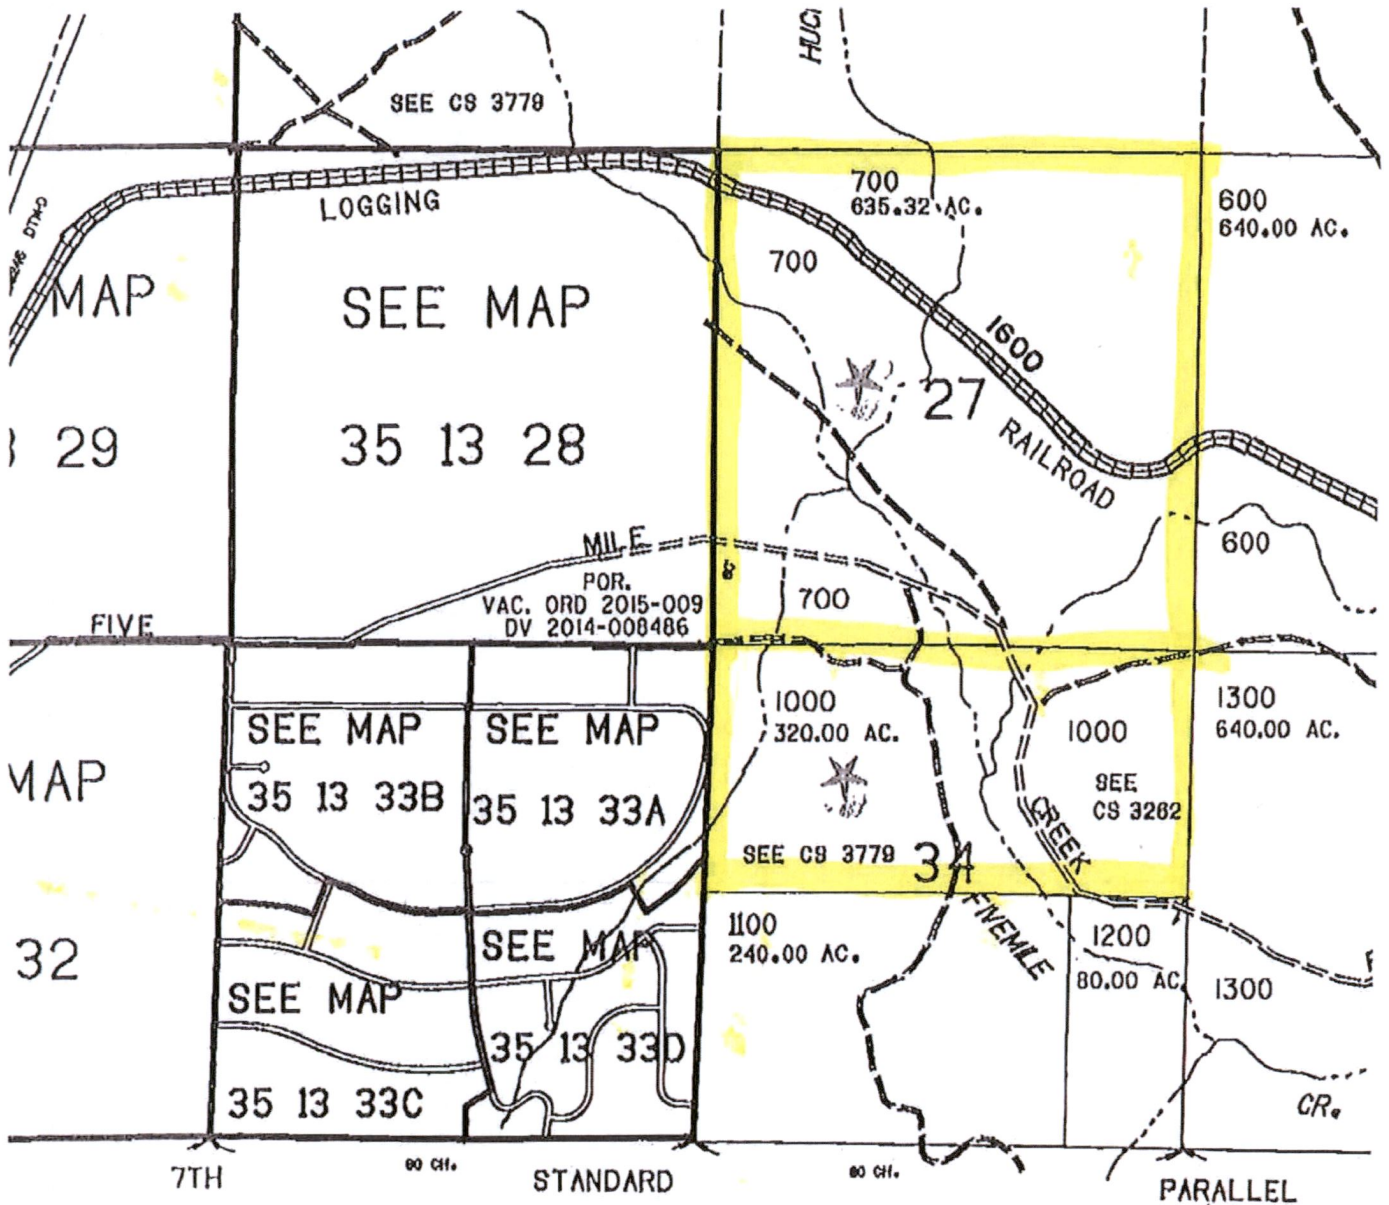 SEE CS 3779
LOGGING
700
635.32 AC.
600
640.00 AC.
700
MAP
SEE MAP
1600
27
29
35 13 28
RAILROAD
600
MILE
POR.
VAC. ORD 2015-009
DV 2014-008486
FIVE
700
SEE MAP
SEE MAP
1000
320.00 AC.
1000
1300
640.00 AC.
MAP
35 13 33B
35 13 33A
SEE
CS 3262
CREEK
SEE CS 3779
34
FIVEMILE
32
SEE MAP
1100
240.00 AC.
1200
80.00 AC.
1300
SEE MAP
35 13 33D
35 13 33C
CR.
7TH
80 CH.
STANDARD
80 CH.
PARALLEL